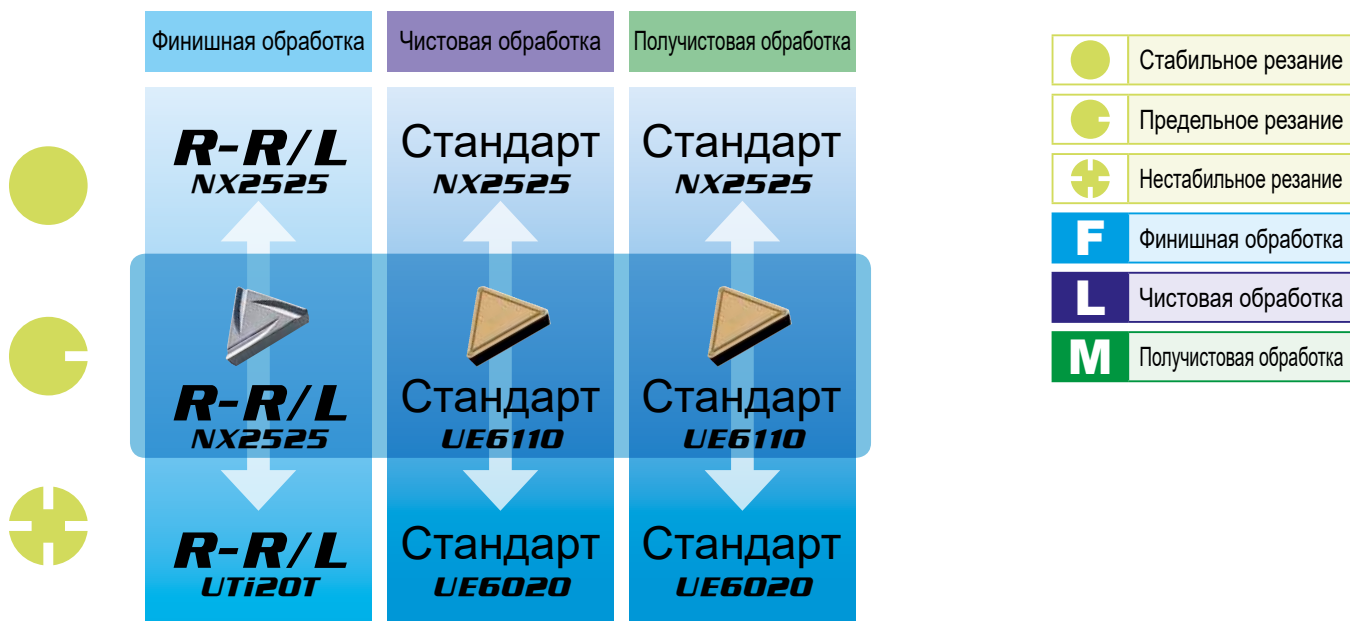 Финишная обработка
Чистовая обработка
Получистовая обработка
R-R/L
NX2525
Стандарт
NX2525
Стандарт
NX2525
R-R/L
NX2525
Стандарт
UE6110
Стандарт
UE6110
R-R/L
UTi20T
Стандарт
UE6020
Стандарт
UE6020
Стабильное резание
Предельное резание
Нестабильное резание
F Финишная обработка
L Чистовая обработка
M Получистовая обработка